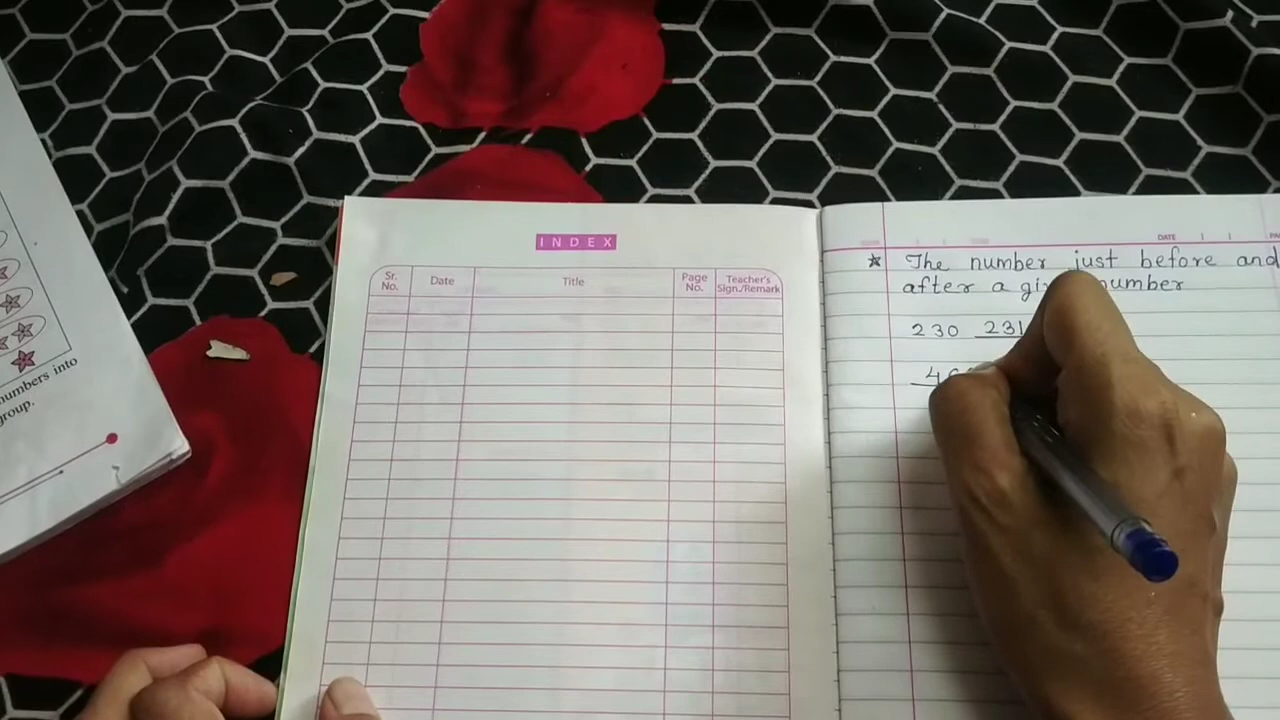 numbers into
group.
INDEX
Sr. No. Date Title Page No. Teacher's Sign./Remark
DATE
☆ The number just before and
after a number
230 231